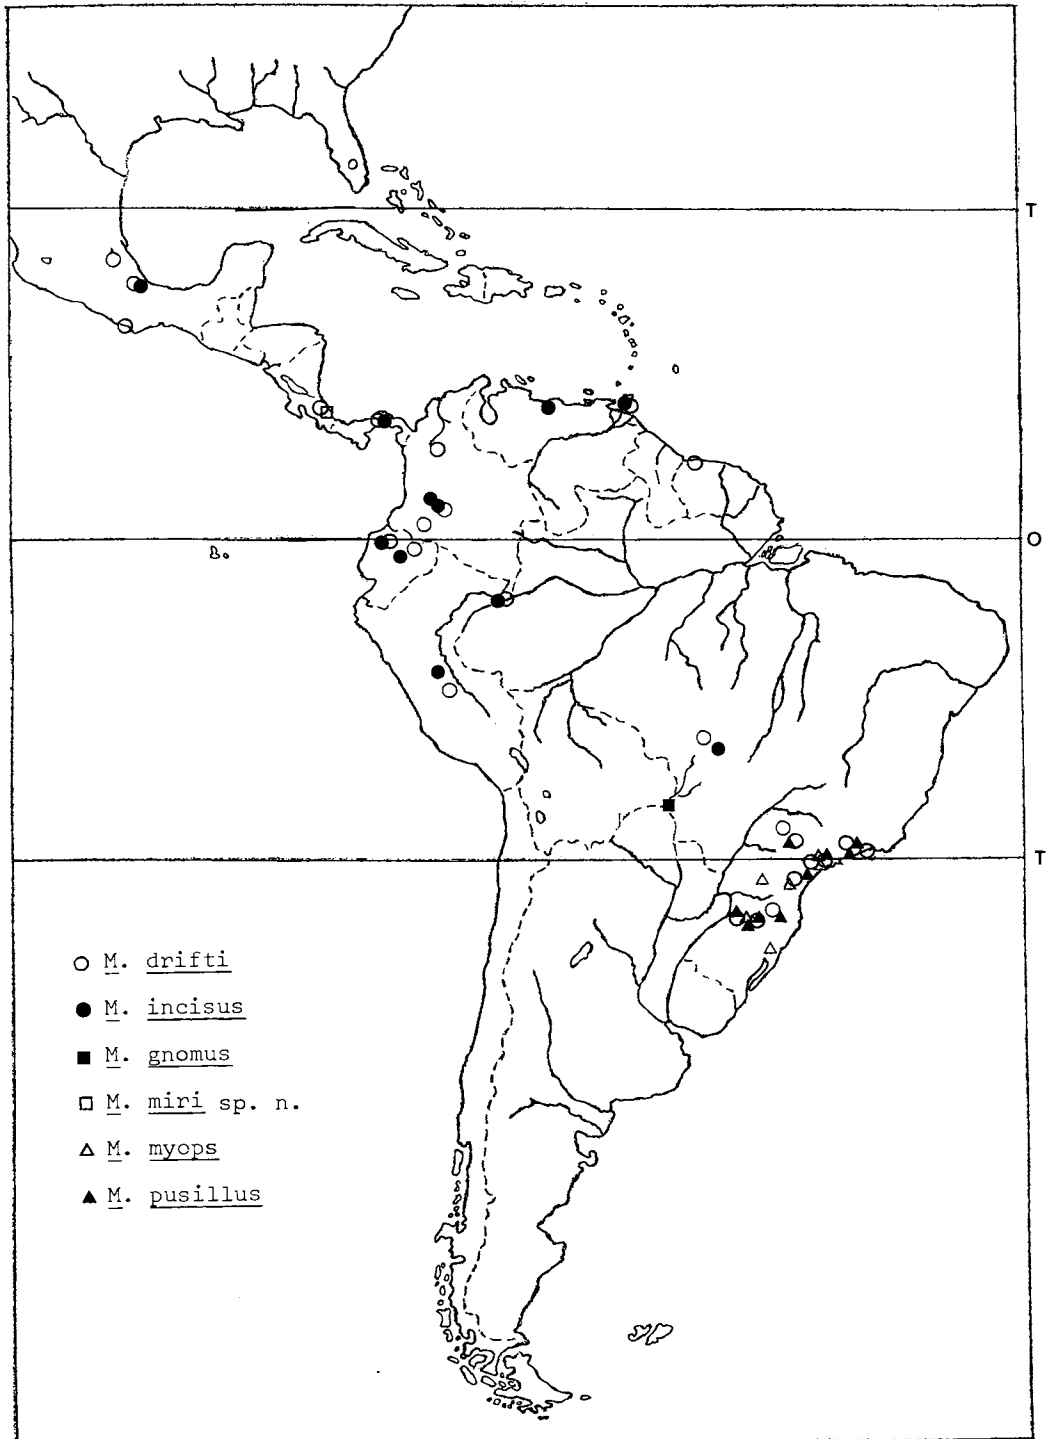 T
O
T
M. drifti
M. incisus
M. gnomus
M. miri sp. n.
M. myops
M. pusillus